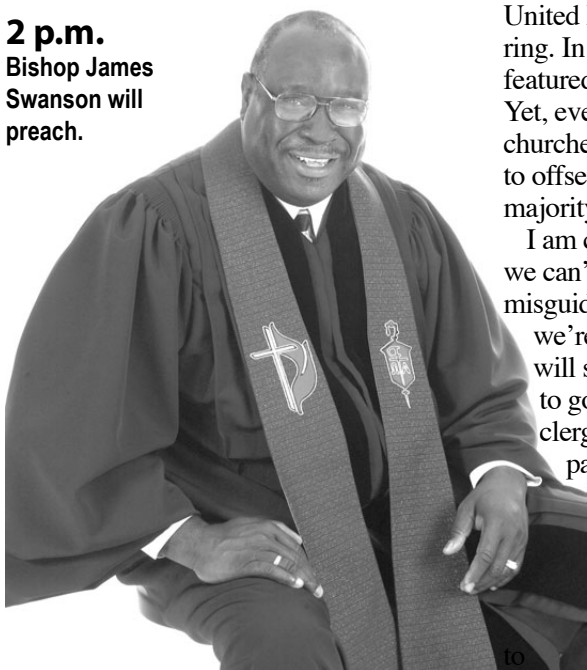 2 p.m.
Bishop James
Swanson will
preach.
United
ring. In
featured
Yet, eve
churche
to offse
majority
I am c
we can’
misguid
we’re
will s
to go
clerg
pa
to